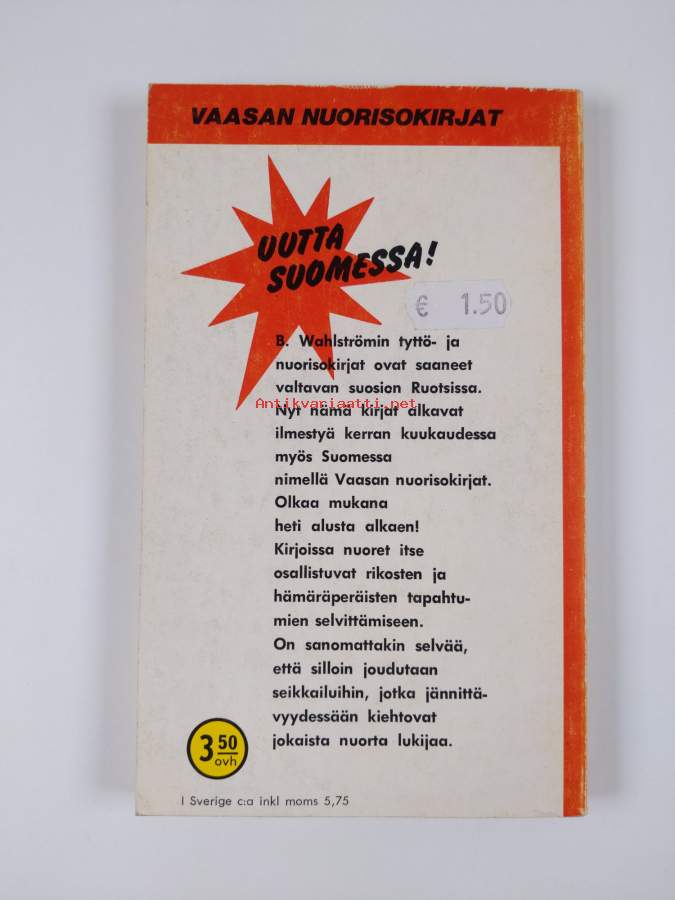 VAASAN NUORISOKIRJAT
UUTTA
SUOMESSA!
€ 1.50
B. Wahlströmin tyttö- ja
nuorisokirjat ovat saaneet
valtavan suosion Ruotsissa.
Antikvariaatti.net
Nyt nämä kirjat alkavat
ilmestyä kerran kuukaudessa
myös Suomessa
nimellä Vaasan nuorisokirjat.
Olkaa mukana
heti alusta alkaen!
Kirjoissa nuoret itse
osallistuvat rikosten ja
hämäräperäisten tapahtu-
mien selvittämiseen.
On sanomattakin selvää,
että silloin joudutaan
seikkailuihin, jotka jännittä-
vyydessään kiehtovat
jokaista nuorta lukijaa.
3 50
ovh
I Sverige c:a inkl moms 5,75